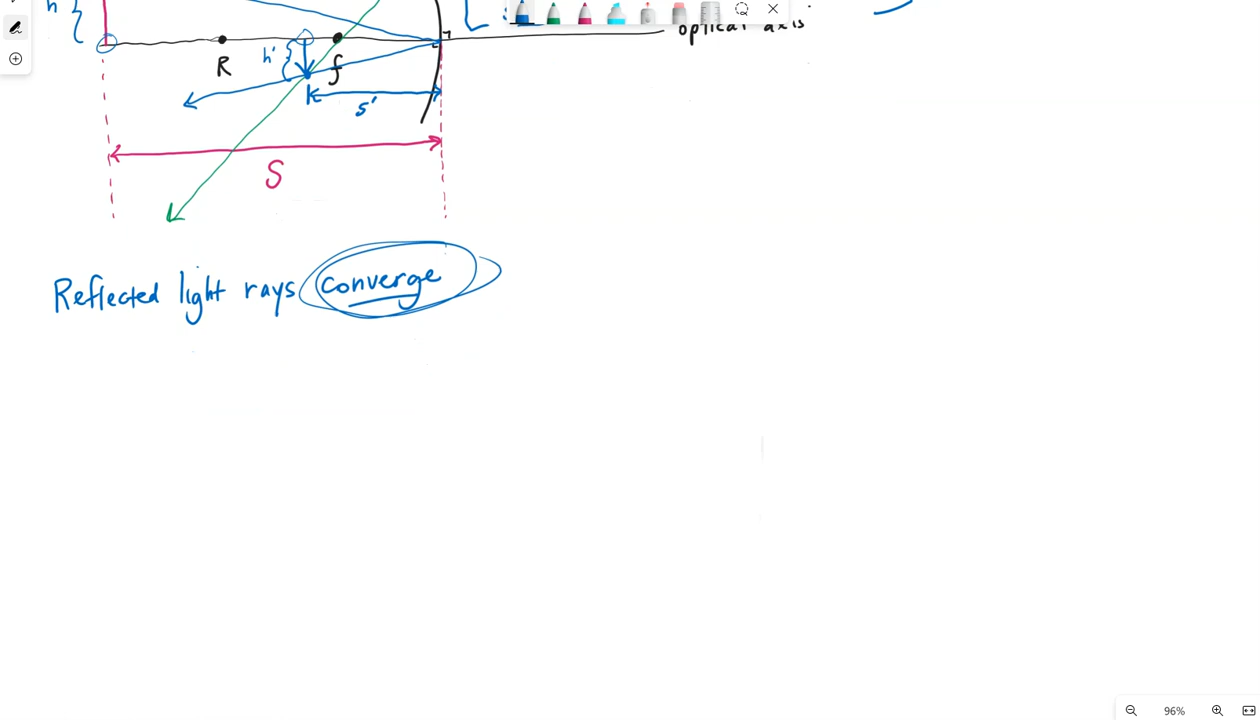 h
optical axis
R
h'
f
s'
S
Reflected light rays converge
96%